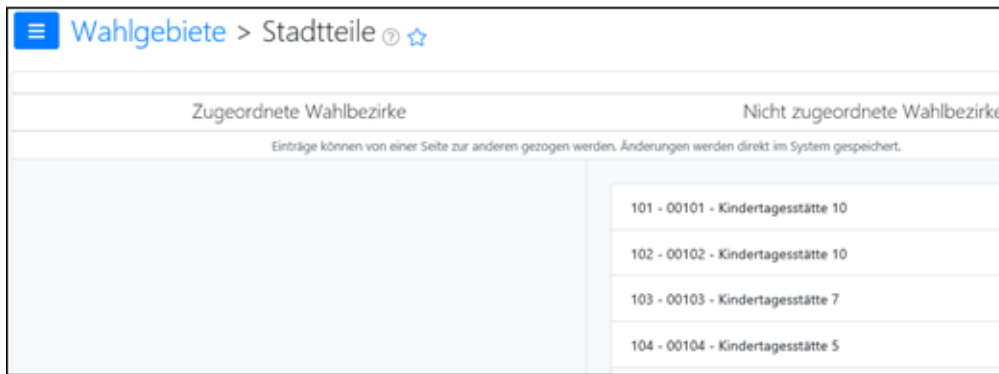 Wahlgebiete > Stadtteile
Zugeordnete Wahlbezirke
Nicht zugeordnete Wahlbezirke
Einträge können von einer Seite zur anderen gezogen werden. Änderungen werden direkt im System gespeichert.
101 - 00101 - Kindertagesstätte 10
102 - 00102 - Kindertagesstätte 10
103 - 00103 - Kindertagesstätte 7
104 - 00104 - Kindertagesstätte 5